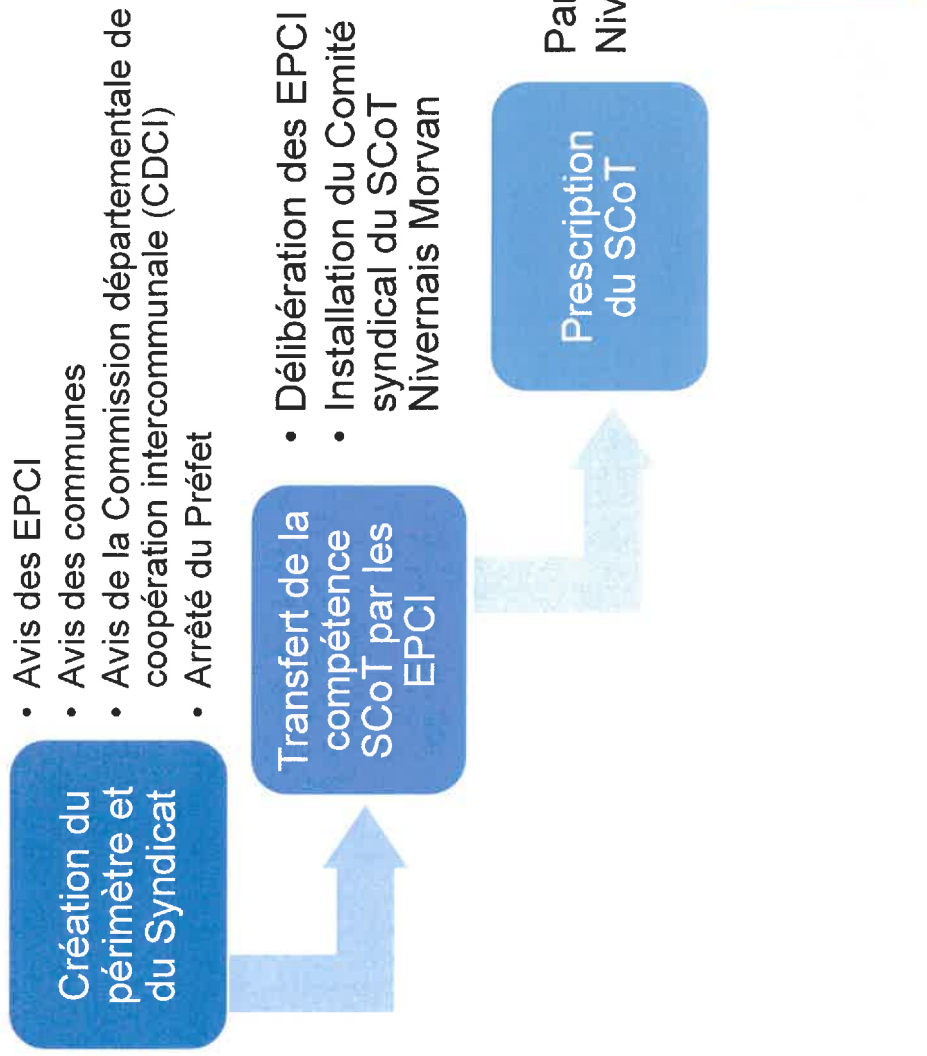 Création du
périmètre et
du Syndicat
• Avis des EPCI
• Avis des communes
• Avis de la Commission départementale de
coopération intercommunale (CDCI)
• Arrêté du Préfet
Transfert de la
compétence
SCoT par les
EPCI
• Délibération des EPCI
• Installation du Comité
syndical du SCoT
Nivernais Morvan
Prescription
du SCoT